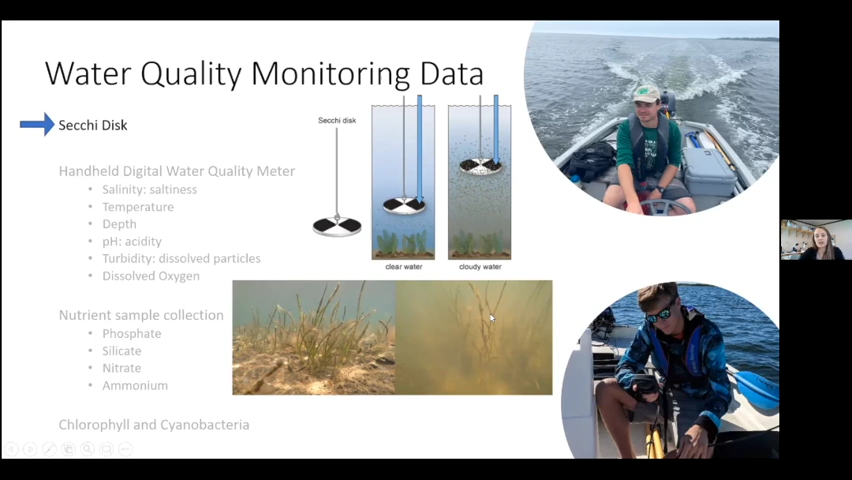 Water Quality Monitoring Data
Secchi Disk
Handheld Digital Water Quality Meter
• Salinity: saltiness
• Temperature
• Depth
• pH: acidity
• Turbidity: dissolved particles
• Dissolved Oxygen
Nutrient sample collection
• Phosphate
• Silicate
• Nitrate
• Ammonium
Chlorophyll and Cyanobacteria
Secchi disk
clear water
cloudy water